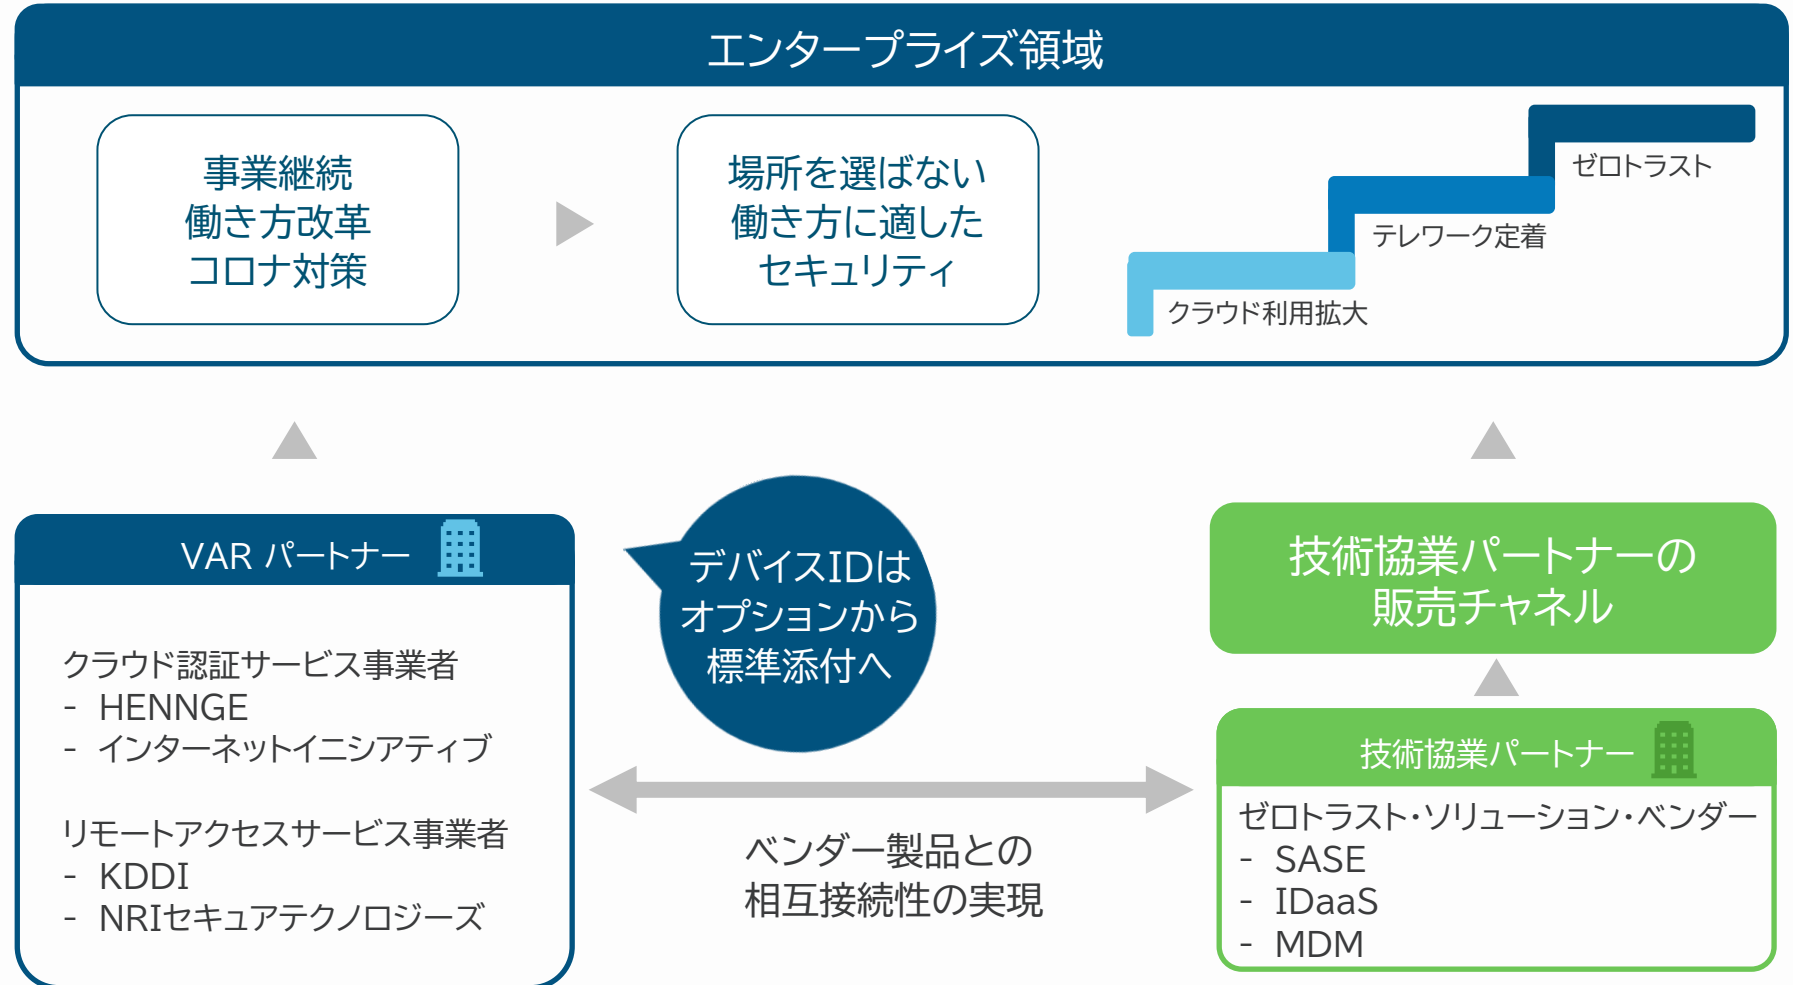 エンタープライズ領域
事業継続
働き方改革
コロナ対策
場所を選ばない
働き方に適した
セキュリティ
ゼロトラスト
テレワーク定着
クラウド利用拡大
VAR パートナー
クラウド認証サービス事業者
- HENNGE
- インターネットイニシアティブ
リモートアクセスサービス事業者
- KDDI
- NRIセキュアテクノロジーズ
デバイスIDは
オプションから
標準添付へ
ベンダー製品との
相互接続性の実現
技術協業パートナーの
販売チャネル
技術協業パートナー
ゼロトラスト・ソリューション・ベンダー
- SASE
- IDaaS
- MDM